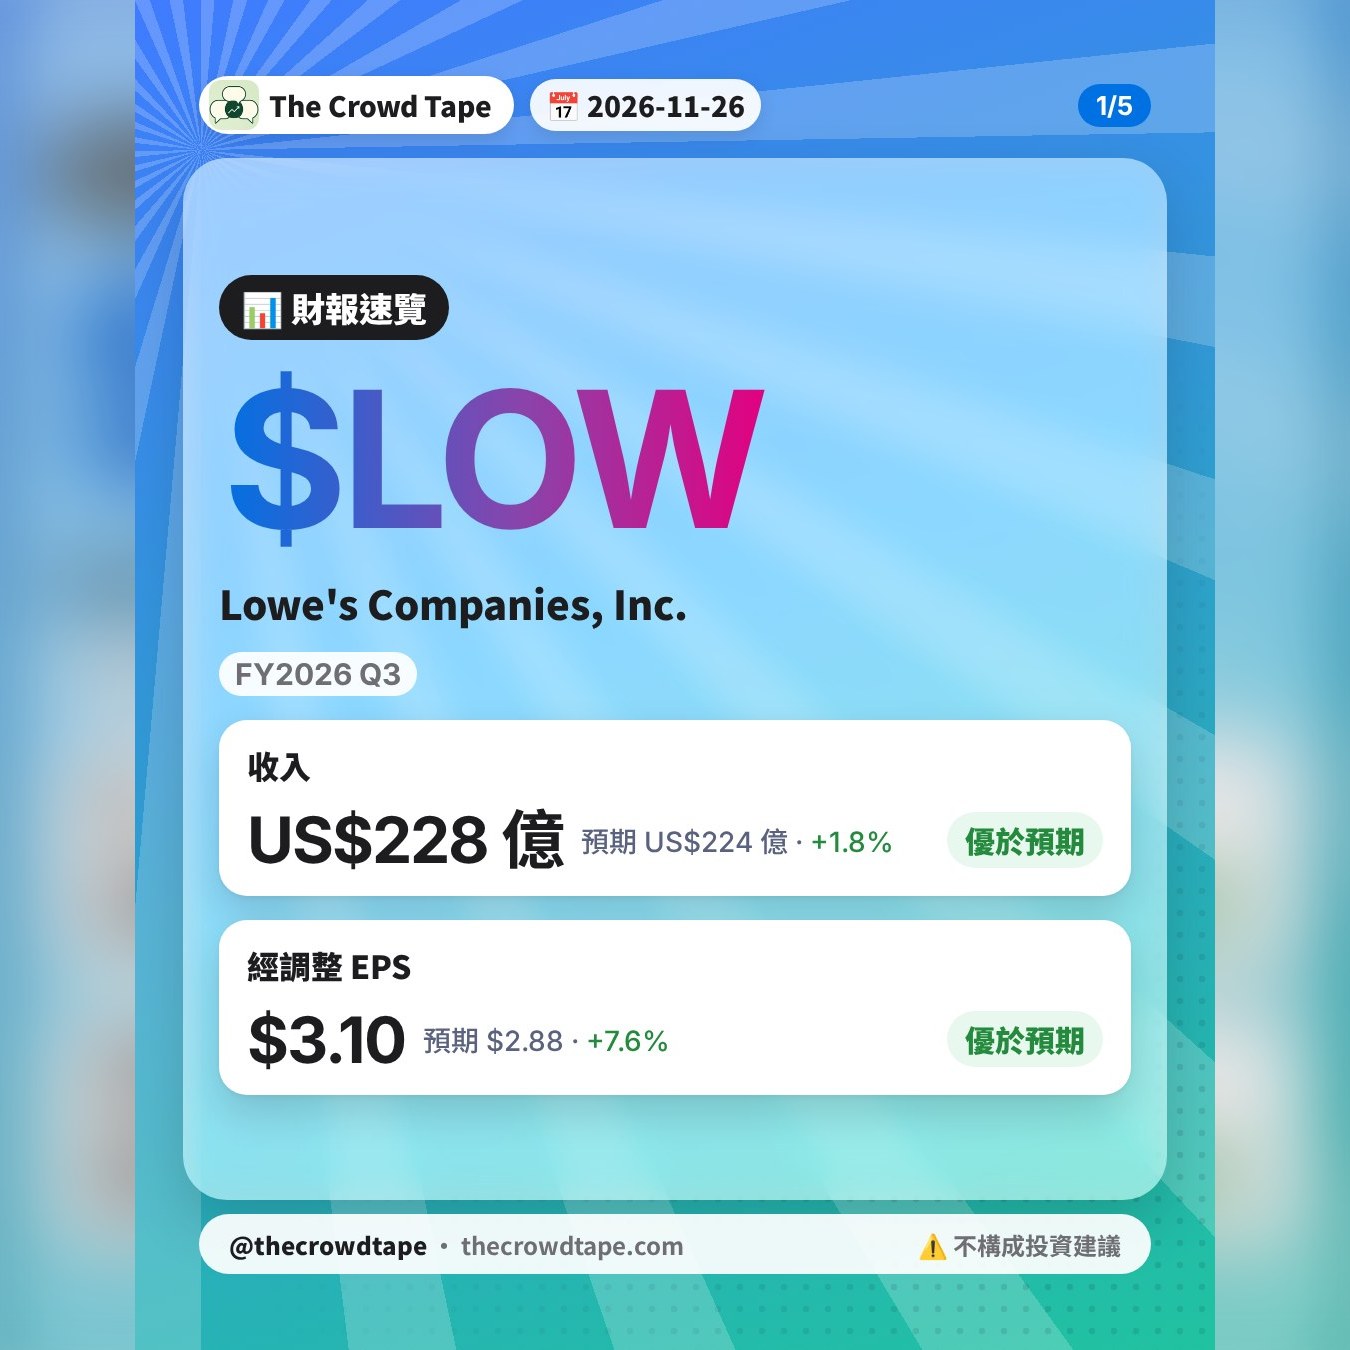 The Crowd Tape
2026-11-26
1/5
財報速覽
$LOW
Lowe's Companies, Inc.
FY2026 Q3
收入
US$228 億 預期 US$224 億 · +1.8% 優於預期
經調整 EPS
$3.10 預期 $2.88 · +7.6% 優於預期
@thecrowdtape • thecrowdtape.com
⚠️ 不構成投資建議